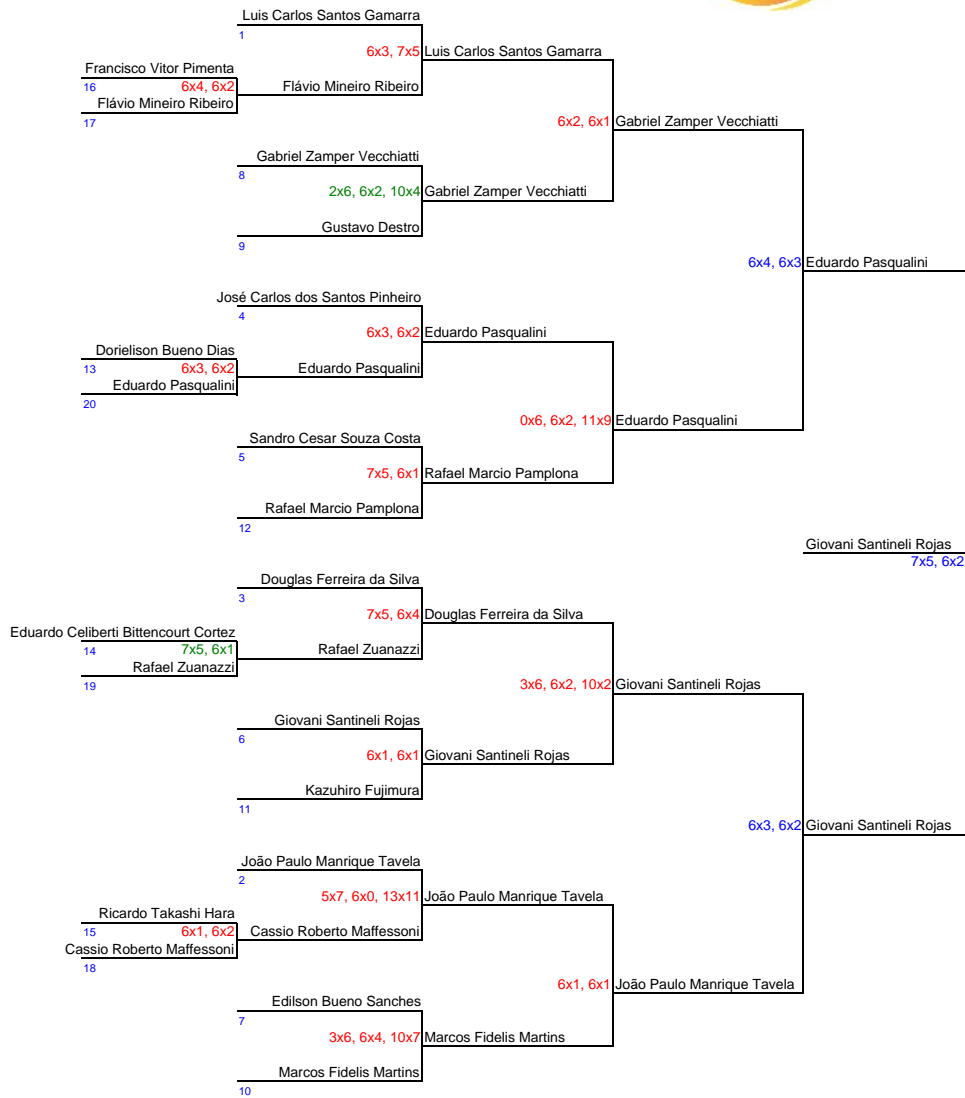 Luis Carlos Santos Gamarra
1
6x3, 7x5 Luis Carlos Santos Gamarra
Francisco Vitor Pimenta
16 6x4, 6x2 Flávio Mineiro Ribeiro
Flávio Mineiro Ribeiro
17
6x2, 6x1 Gabriel Zamper Vecchiatti
Gabriel Zamper Vecchiatti
8
2x6, 6x2, 10x4 Gabriel Zamper Vecchiatti
Gustavo Destro
9
6x4, 6x3 Eduardo Pasqualini
José Carlos dos Santos Pinheiro
4
6x3, 6x2 Eduardo Pasqualini
Dorielison Bueno Dias
13 6x3, 6x2 Eduardo Pasqualini
Eduardo Pasqualini
20
0x6, 6x2, 11x9 Eduardo Pasqualini
Sandro Cesar Souza Costa
5
7x5, 6x1 Rafael Marcio Pamplona
Rafael Marcio Pamplona
12
Giovani Santineli Rojas
7x5, 6x2
Douglas Ferreira da Silva
3
7x5, 6x4 Douglas Ferreira da Silva
Eduardo Celiberti Bittencourt Cortez
14 7x5, 6x1 Rafael Zuanazzi
Rafael Zuanazzi
19
3x6, 6x2, 10x2 Giovani Santineli Rojas
Giovani Santineli Rojas
6
6x1, 6x1 Giovani Santineli Rojas
Kazuhiro Fujimura
11
6x3, 6x2 Giovani Santineli Rojas
João Paulo Manrique Tavela
2
5x7, 6x0, 13x11 João Paulo Manrique Tavela
Ricardo Takashi Hara
15 6x1, 6x2 Cassio Roberto Maffessoni
Cassio Roberto Maffessoni
18
6x1, 6x1 João Paulo Manrique Tavela
Edilson Bueno Sanches
7
3x6, 6x4, 10x7 Marcos Fidelis Martins
Marcos Fidelis Martins
10